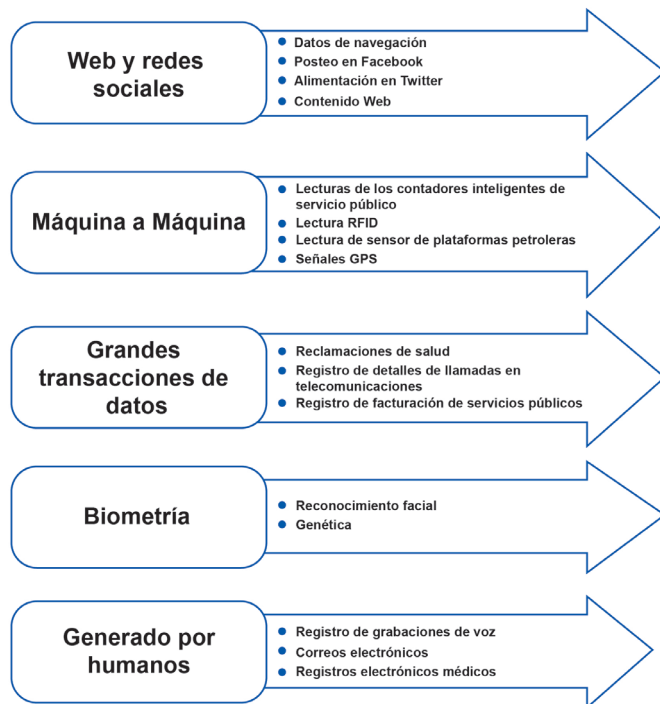 Web y redes
sociales
Datos de navegación
Posteo en Facebook
Alimentación en Twitter
Contenido Web
Máquina a Máquina
Lecturas de los contadores inteligentes de
servicio público
Lectura RFID
Lectura de sensor de plataformas petroleras
Señales GPS
Grandes
transacciones de
datos
Reclamaciones de salud
Registro de detalles de llamadas en
telecomunicaciones
Registro de facturación de servicios públicos
Biometría
Reconocimiento facial
Genética
Generado por
humanos
Registro de grabaciones de voz
Correos electrónicos
Registros electrónicos médicos